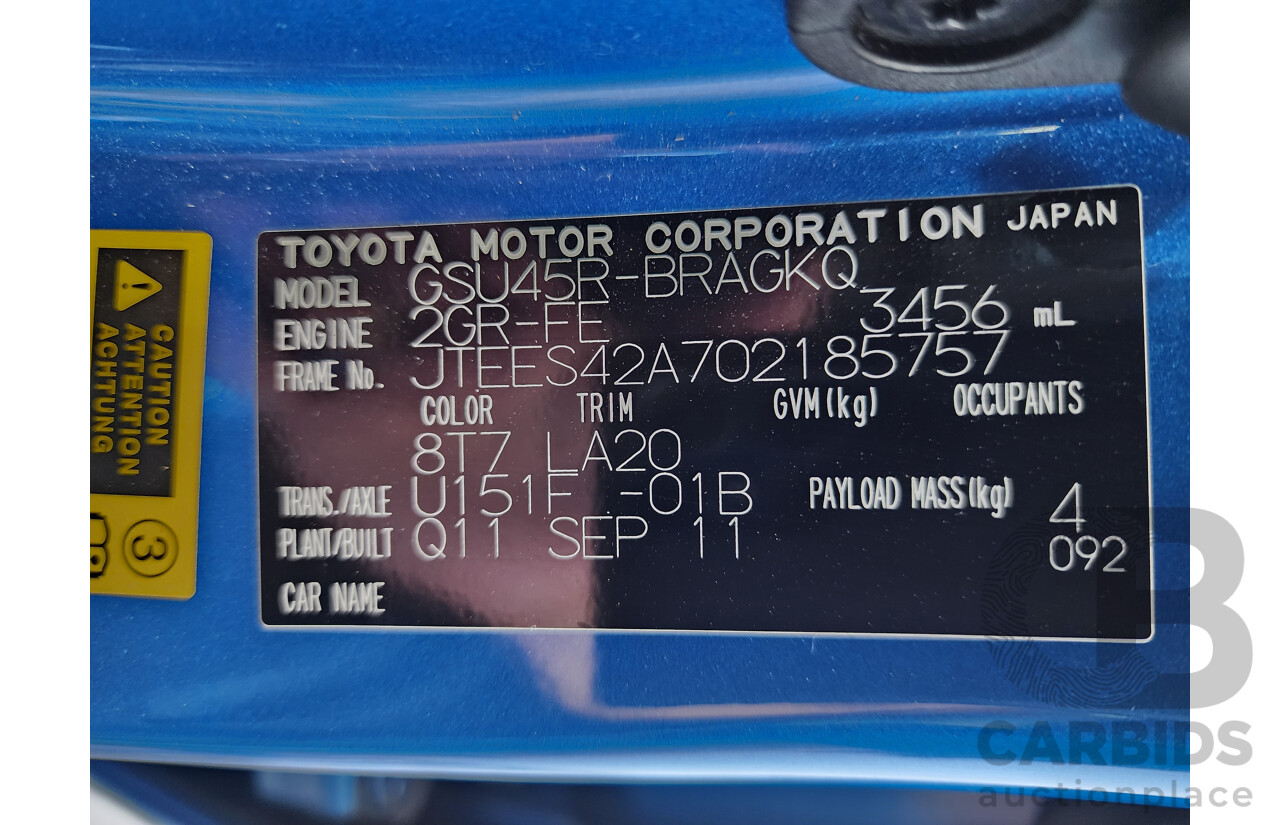 TOYOTA MOTOR CORPORATION JAPAN
MODEL GSU45R-BRAGKQ
ENGINE 2GR-FE 3456 mL
FRAME No. JTEES42A702185757
COLOR TRIM GVM(kg) OCCUPANTS
8T7 LA20
TRANS./AXLE U151F -01B PAYLOAD MASS(kg) 4
PLANT/BUILT Q11 SEP 11 092
CAR NAME
CAUTION
ATTENTION
ACHTUNG
3
CB
CARBIDS
auctionplace